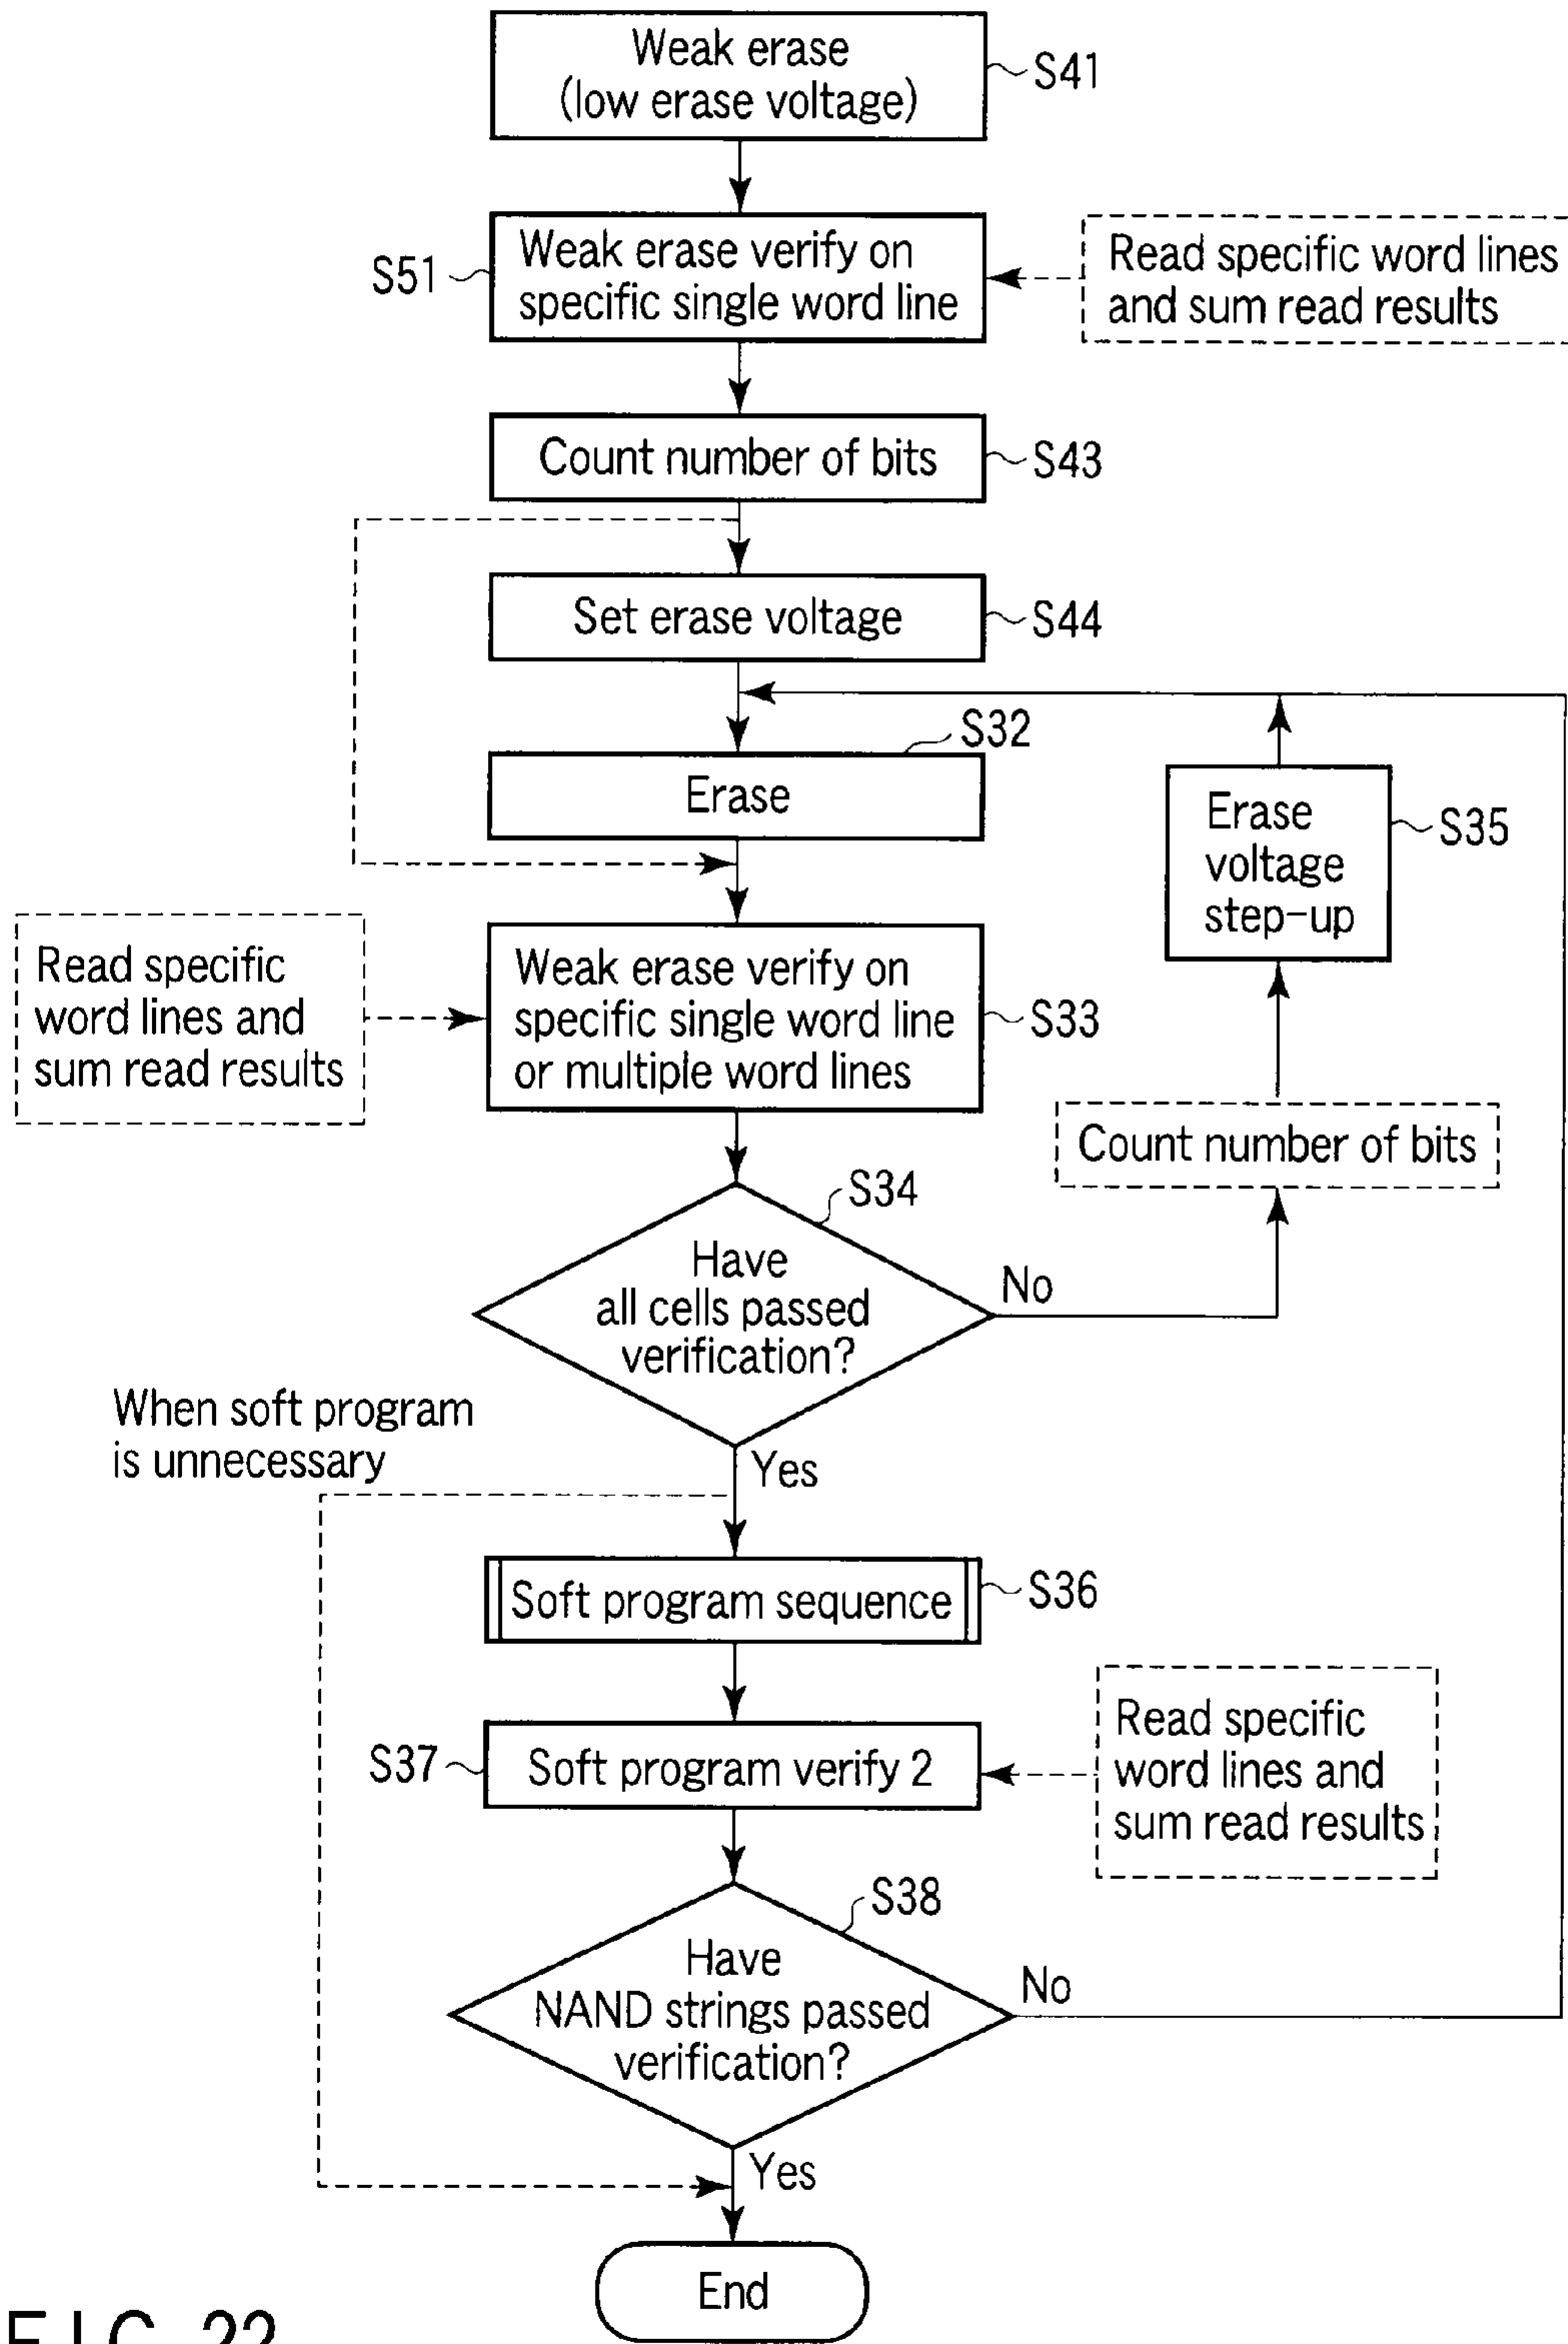 Weak erase
(low erase voltage)
S41
S51
Weak erase verify on
specific single word line
Read specific word lines
and sum read results
Count number of bits
S43
Set erase voltage
S44
S32
Erase
Erase
voltage
step-up
S35
Read specific
word lines and
sum read results
Weak erase verify on
specific single word line
or multiple word lines
S33
Count number of bits
S34
Have
all cells passed
verification?
No
When soft program
is unnecessary
Yes
Soft program sequence
S36
S37
Soft program verify 2
Read specific
word lines and
sum read results
S38
Have
NAND strings passed
verification?
No
Yes
End
FIG. 22